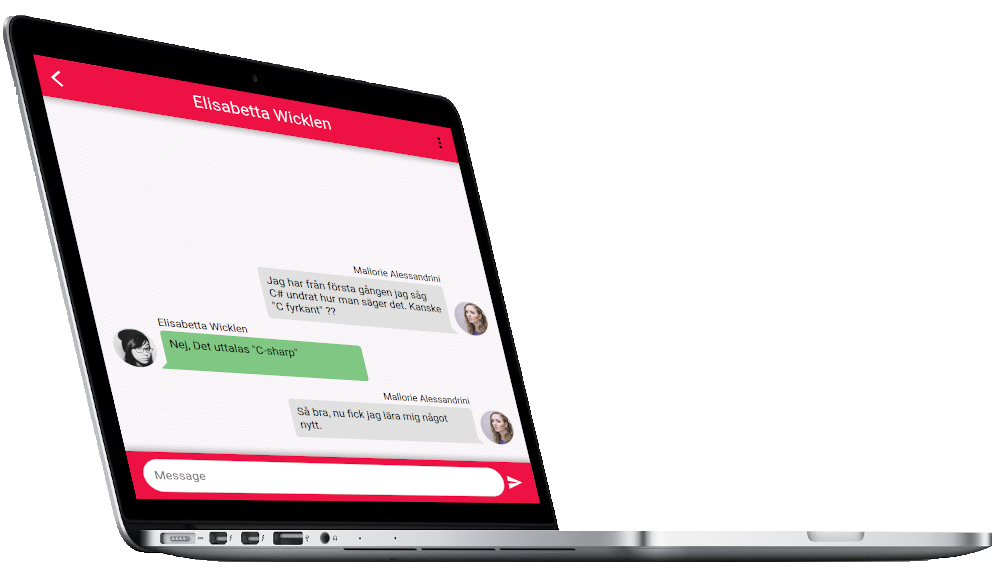 Elisabetta Wicklen
Mallorie Alessandrini
Jag har från första gången jag såg
C# undrat hur man säger det. Kanske
"C fyrkant" ??
Elisabetta Wicklen
Nej, Det uttalas "C-sharp"
Mallorie Alessandrini
Så bra, nu fick jag lära mig något
nytt.
Message